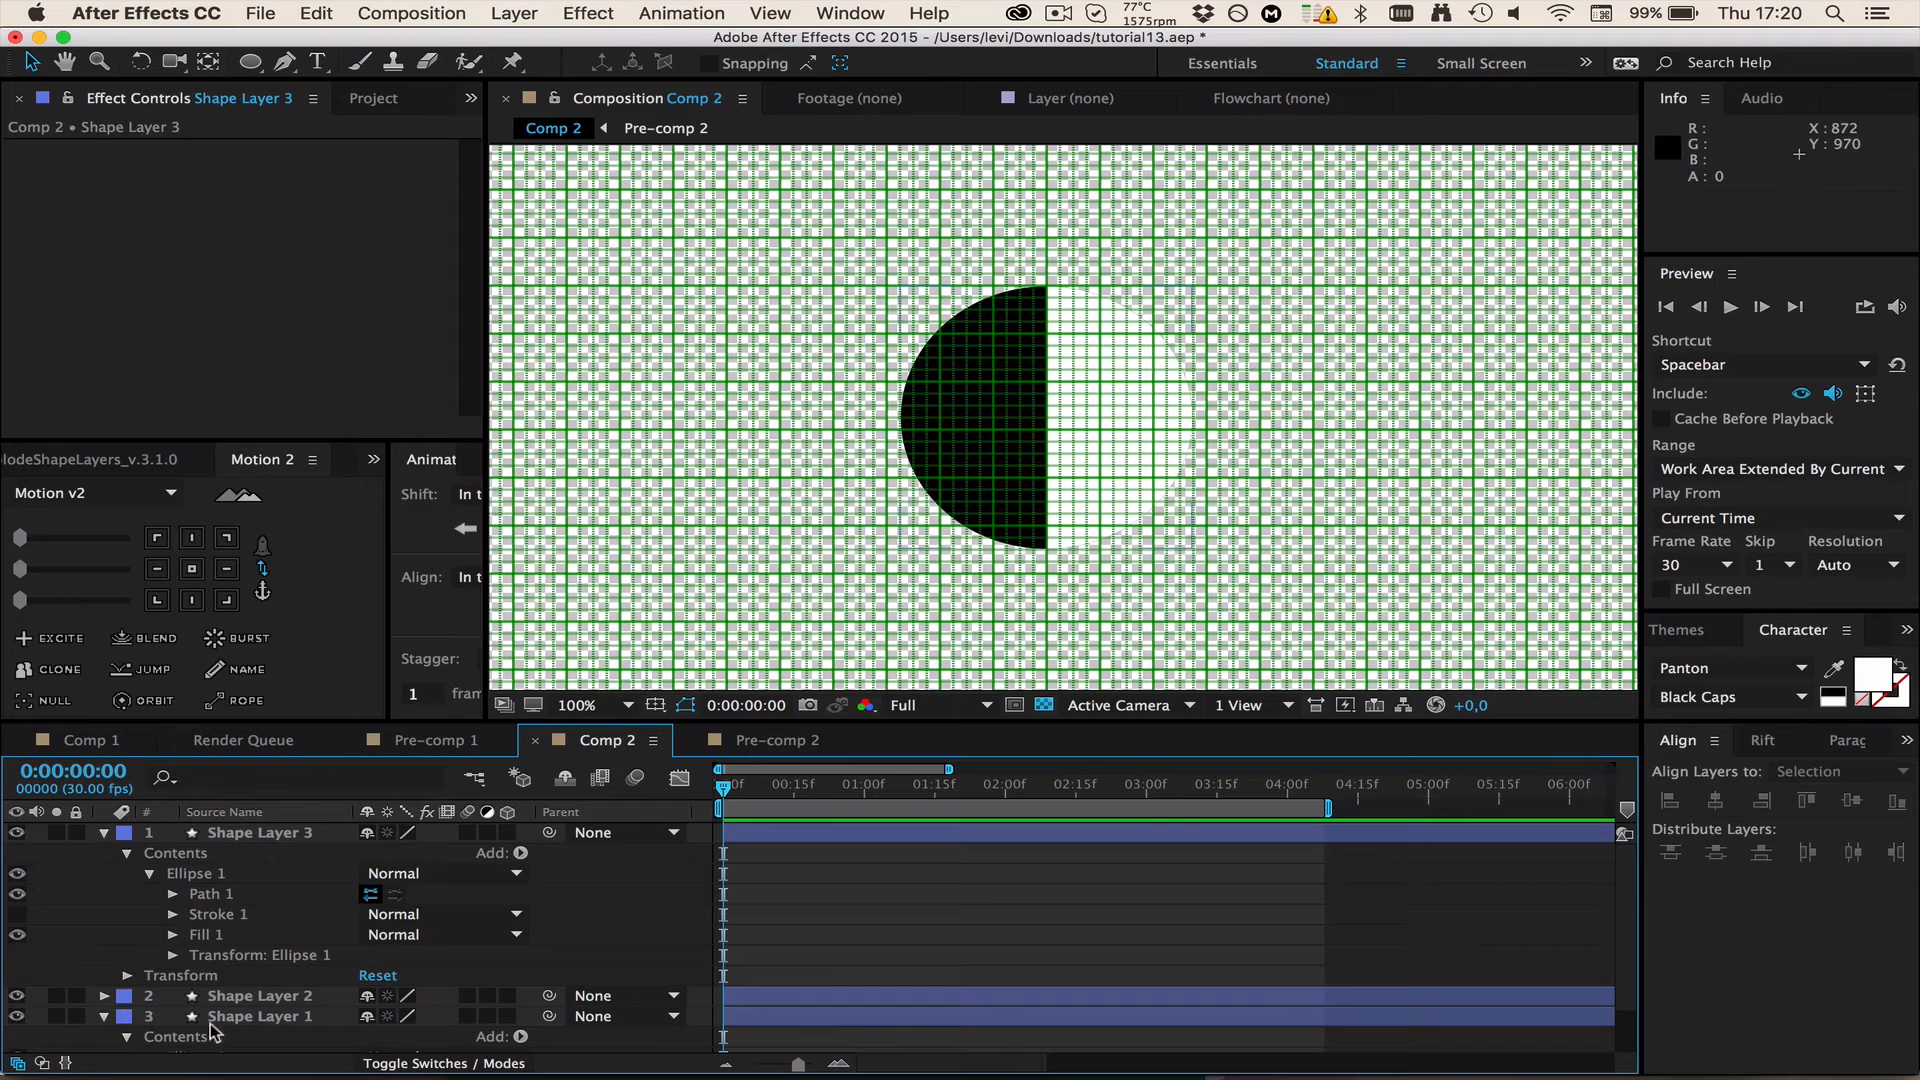 After Effects CC File Edit Composition Layer Effect Animation View Window Help 77°C 1575rpm 99% Thu 17:20
Adobe After Effects CC 2015 - /Users/levi/Downloads/tutorial13.aep *
Snapping Essentials Standard Small Screen Search Help
Effect Controls Shape Layer 3 Project
Comp 2 • Shape Layer 3
Composition Comp 2 Footage (none) Layer (none) Flowchart (none)
Comp 2 Pre-comp 2
Info Audio
R : X : 872
G : Y : 970
B :
A : 0
Preview
Shortcut
Spacebar
Include:
Cache Before Playback
Range
Work Area Extended By Current
Play From
Current Time
Frame Rate Skip Resolution
30 1 Auto
Full Screen
lodeShapeLayers_v.3.1.0 Motion 2
Motion v2
EXCITE BLEND BURST
CLONE JUMP NAME
NULL ORBIT ROPE
Animat
Shift: In t
Align: In t
Stagger:
1 fram
Themes Character
Panton
Black Caps
100% 0:00:00:00 Full Active Camera 1 View +0,0
Comp 1 Render Queue Pre-comp 1 Comp 2 Pre-comp 2
Align Rift Parag
Align Layers to: Selection
Distribute Layers:
0:00:00:00
00000 (30.00 fps)
00f 00:15f 01:00f 01:15f 02:00f 02:15f 03:00f 03:15f 04:00f 04:15f 05:00f 05:15f 06:00f
# Source Name fx Parent
1 Shape Layer 3 None
Contents Add:
Ellipse 1 Normal
Path 1
Stroke 1 Normal
Fill 1 Normal
Transform: Ellipse 1
Transform Reset
2 Shape Layer 2 None
3 Shape Layer 1 None
Contents Add:
Toggle Switches / Modes